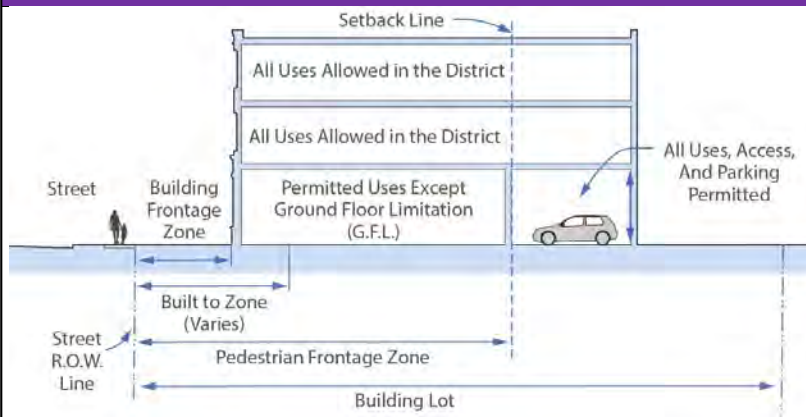 Setback Line
All Uses Allowed in the District
All Uses Allowed in the District
All Uses, Access,
And Parking
Permitted
Street
Building
Frontage
Zone
Permitted Uses Except
Ground Floor Limitation
(G.F.L.)
Built to Zone
(Varies)
Street
R.O.W.
Line
Pedestrian Frontage Zone
Building Lot